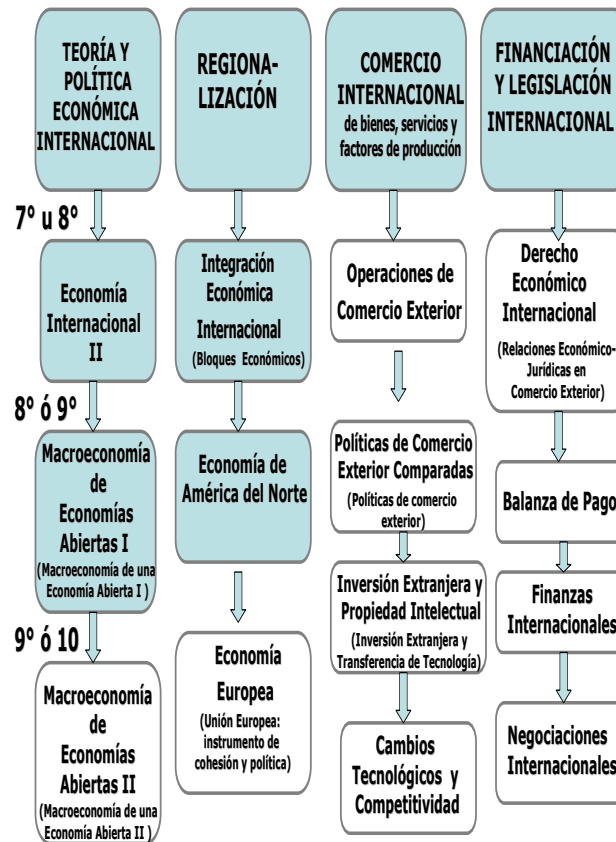 TEORÍA Y
POLÍTICA
ECONÓMICA
INTERNACIONAL
REGIONA-
LIZACIÓN
COMERCIO
INTERNACIONAL
de bienes, servicios y
factores de producción
FINANCIACIÓN
Y LEGISLACIÓN
INTERNACIONAL
7° u 8°
Economía
Internacional
II
Integración
Económica
Internacional
(Bloques Económicos)
Operaciones de
Comercio Exterior
Derecho
Económico
Internacional
(Relaciones Económico-
Jurídicas en
Comercio Exterior)
8° ó 9°
Macroeconomía
de
Economías
Abiertas I
(Macroeconomía de una
Economía Abierta I )
Economía de
América del Norte
Políticas de Comercio
Exterior Comparadas
(Políticas de comercio
exterior)
Balanza de Pago
Inversión Extranjera y
Propiedad Intelectual
(Inversión Extranjera y
Transferencia de Tecnología)
Finanzas
Internacionales
9° ó 10
Macroeconomía
de
Economías
Abiertas II
(Macroeconomía de una
Economía Abierta II )
Economía
Europea
(Unión Europea:
instrumento de
cohesión y política)
Cambios
Tecnológicos y
Competitividad
Negociaciones
Internacionales